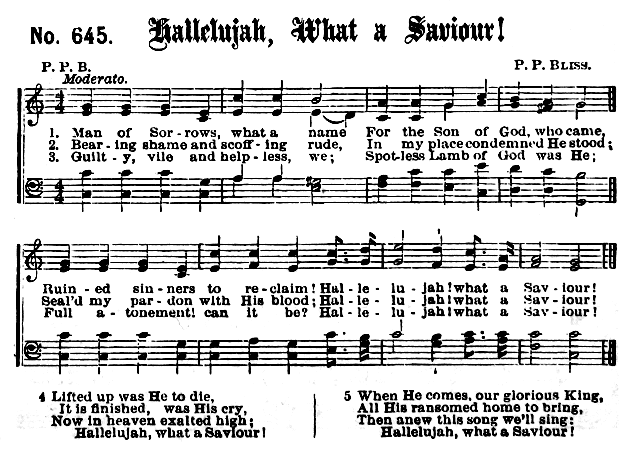 No. 645. Hallelujah, What a Saviour!
P. P. B. P. P. BLISS.
Moderato.
1. Man of Sor - rows, what a name For the Son of God, who came,
2. Bear - ing shame and scoff - ing rude, In my place condemned He stood;
3. Guilt - y, vile and help - less, we; Spot-less Lamb of God was He;
Ruin - ed sin - ners to re - claim! Hal - le - lu - jah! what a Sav - iour!
Seal'd my par - don with His blood; Hal - le - lu - jah! what a Sav - iour!
Full a - tonement! can it be? Hal - le - lu - jah! what a Sav - iour!
4 Lifted up was He to die,
It is finished, was His cry,
Now in heaven exalted high;
Hallelujah, what a Saviour!
5 When He comes, our glorious King,
All His ransomed home to bring,
Then anew this song we'll sing:
Hallelujah, what a Saviour!